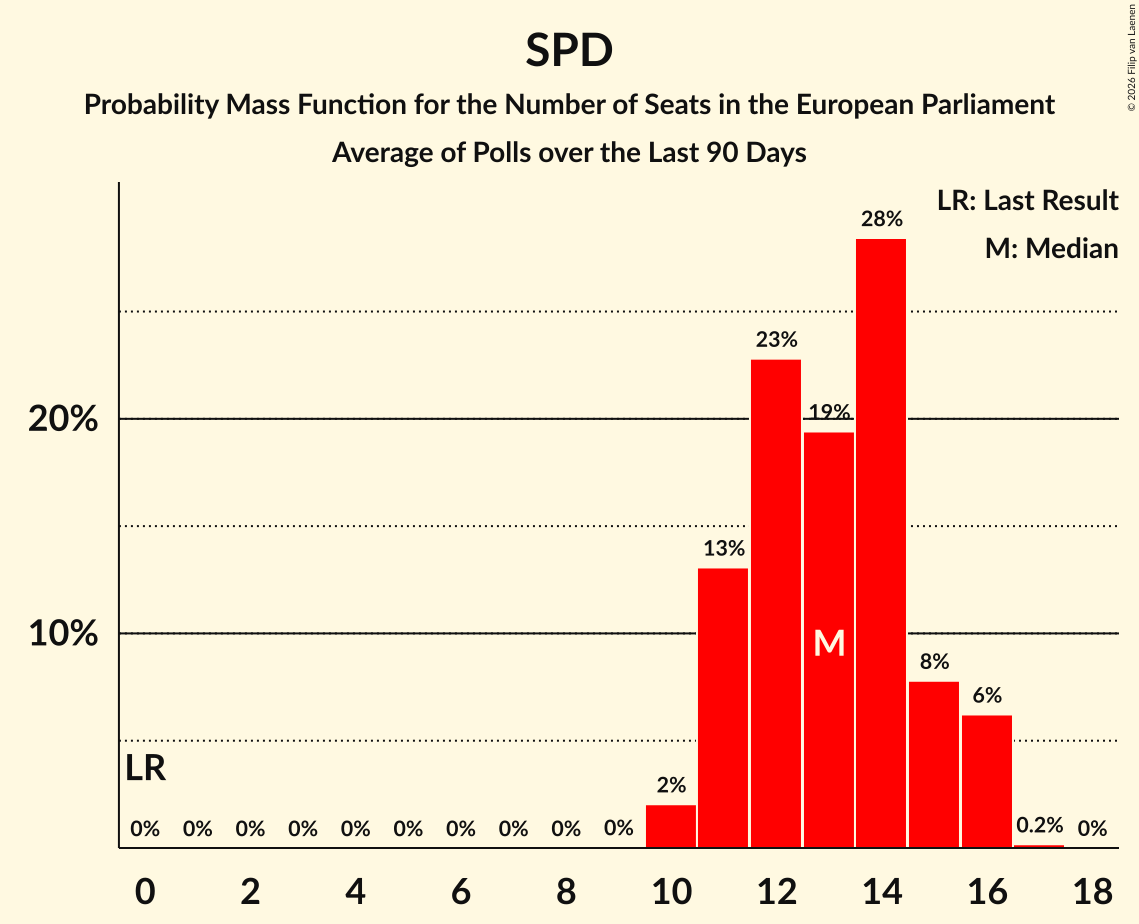 SPD
Probability Mass Function for the Number of Seats in the European Parliament
Average of Polls over the Last 90 Days
© 2026 Filip van Laenen
LR: Last Result
M: Median
28%
23%
20%
19%
13%
10%
M
8%
6%
LR
2%
0% 0% 0% 0% 0% 0% 0% 0% 0% 0% 0.2% 0%
0 2 4 6 8 10 12 14 16 18